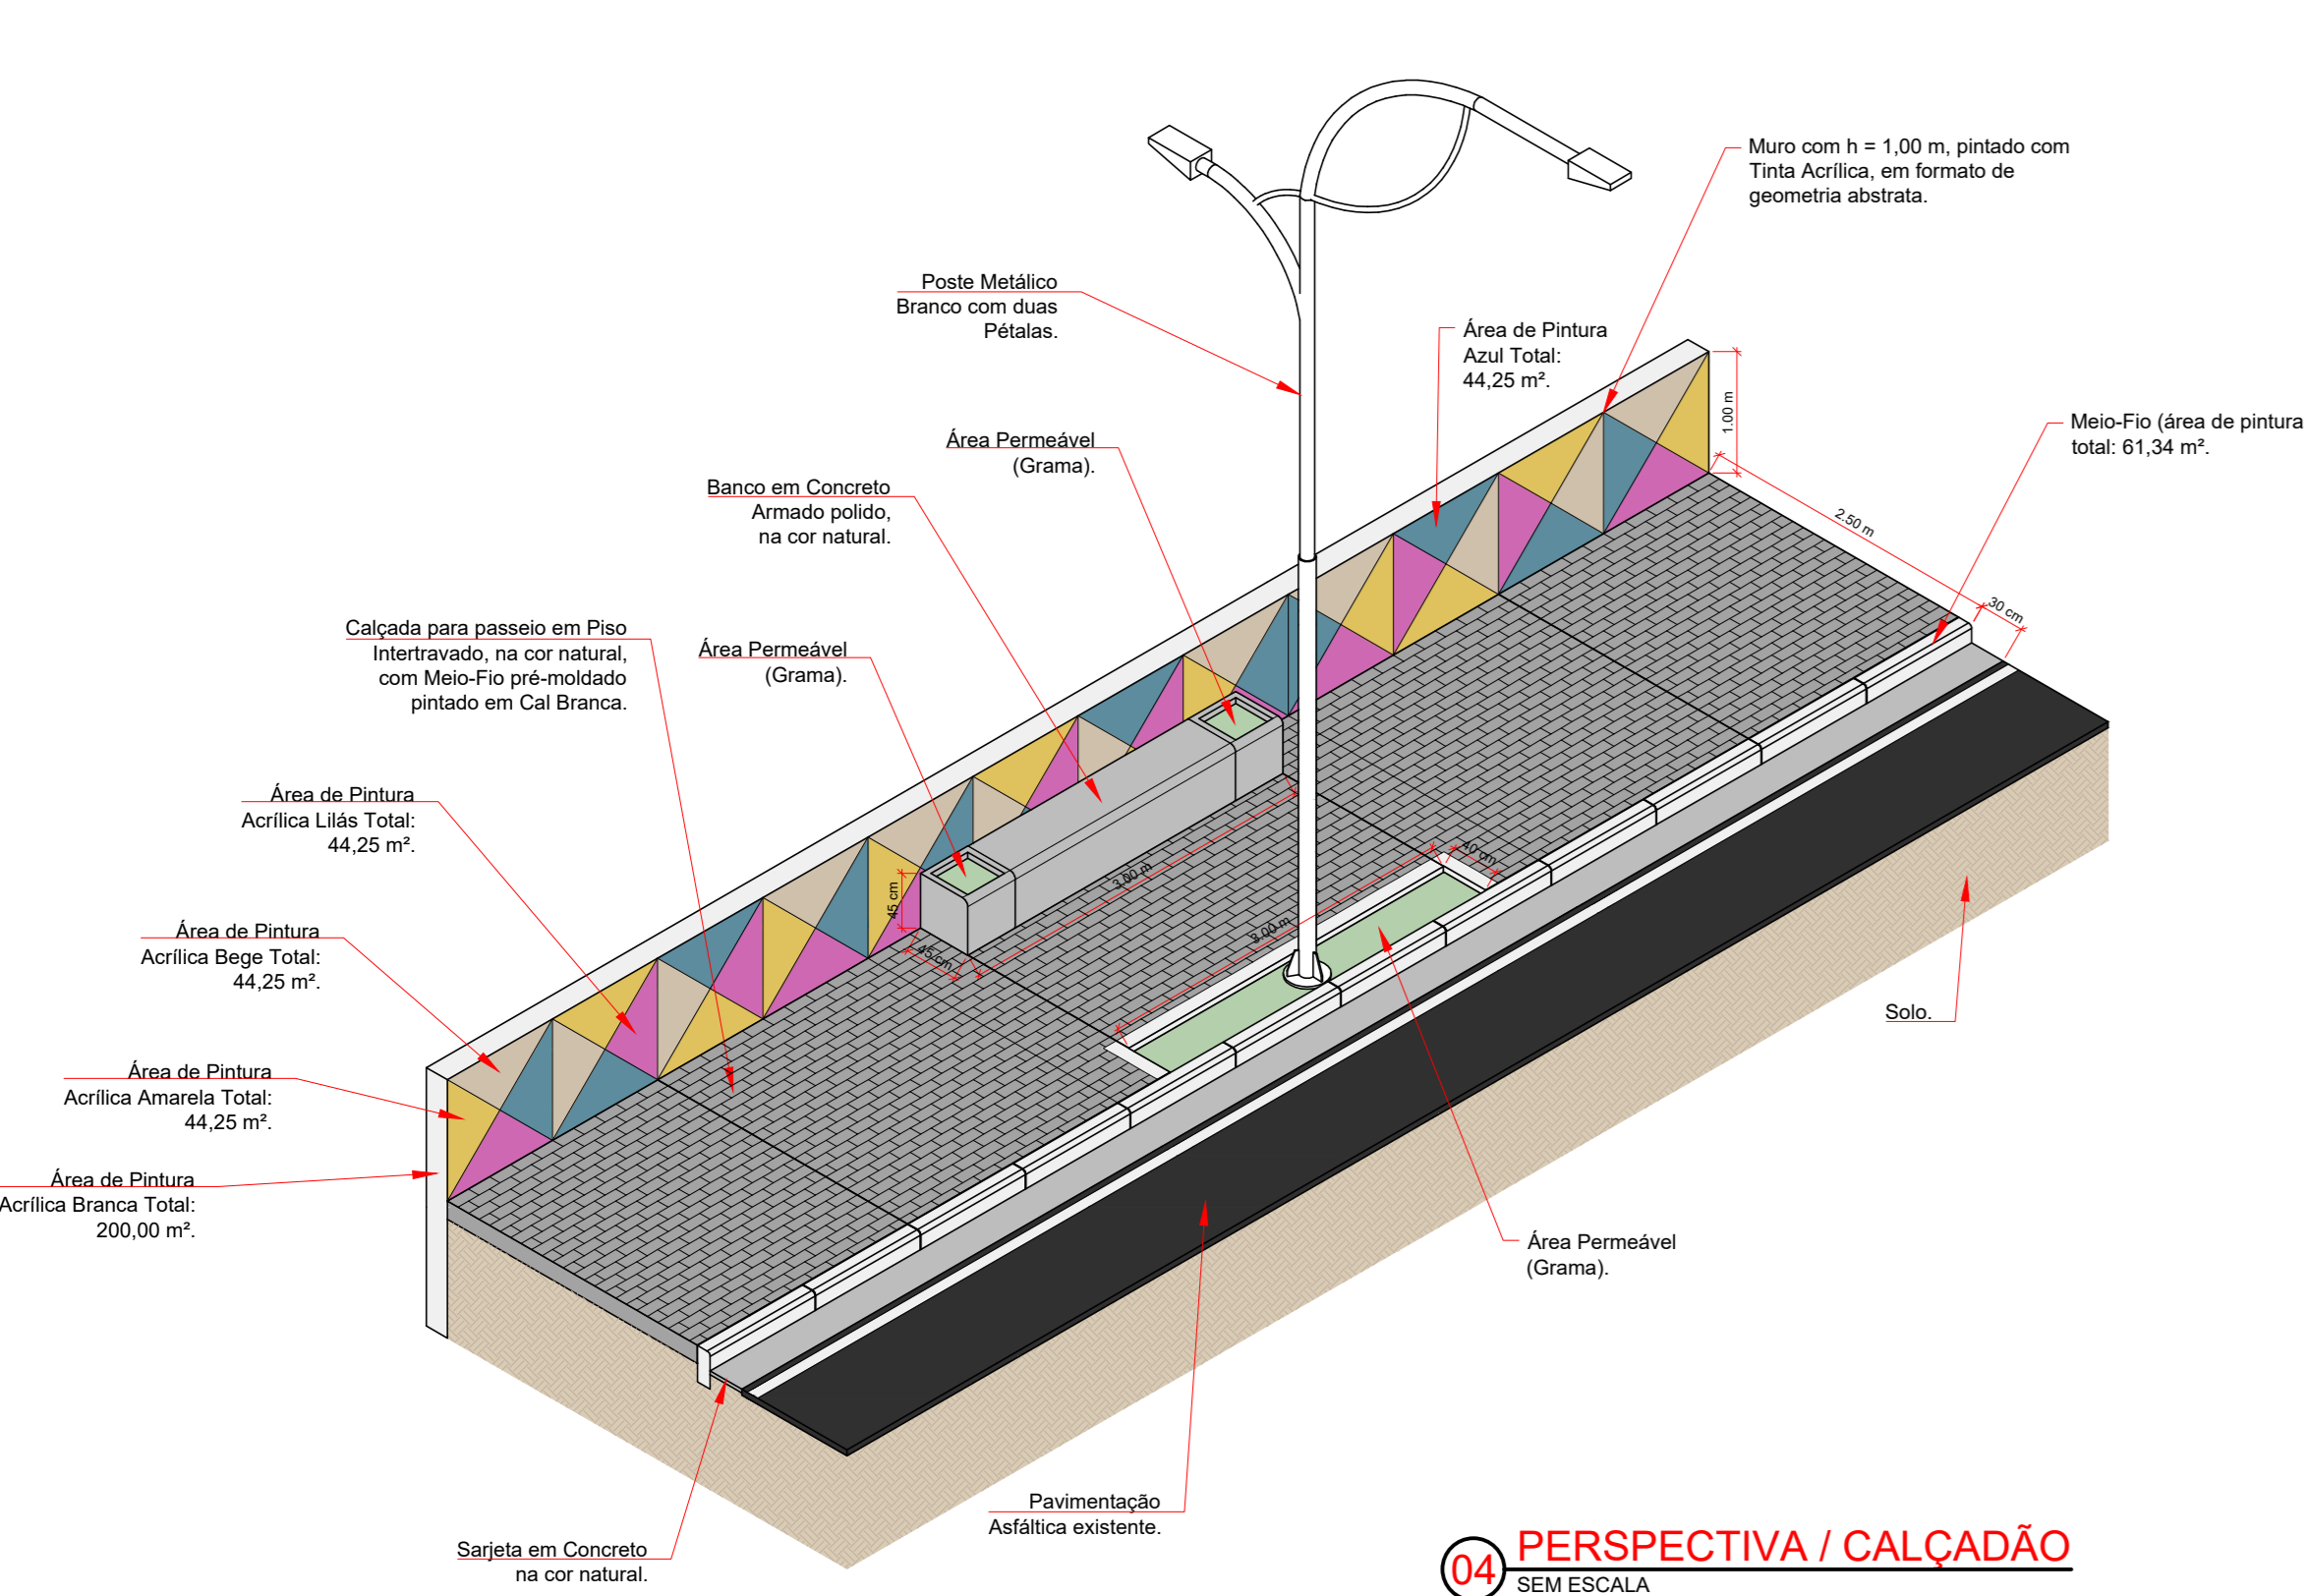 Muro com h = 1,00 m, pintado com
Tinta Acrílica, em formato de
geometria abstrata.
Poste Metálico
Branco com duas
Pétalas.
Área de Pintura
Azul Total:
44,25 m².
1.00 m
Meio-Fio (área de pintura
total: 61,34 m².
Área Permeável
(Grama).
Banco em Concreto
Armado polido,
na cor natural.
2.50 m
30 cm
Calçada para passeio em Piso
Intertravado, na cor natural,
com Meio-Fio pré-moldado
pintado em Cal Branca.
Área Permeável
(Grama).
Área de Pintura
Acrílica Lilás Total:
44,25 m².
45 cm
3.00 m
40 cm
45 cm
3.00 m
Área de Pintura
Acrílica Bege Total:
44,25 m².
Solo.
Área de Pintura
Acrílica Amarela Total:
44,25 m².
Área de Pintura
Acrílica Branca Total:
200,00 m².
Área Permeável
(Grama).
Pavimentação
Asfáltica existente.
Sarjeta em Concreto
na cor natural.
04
PERSPECTIVA / CALÇADÃO
SEM ESCALA